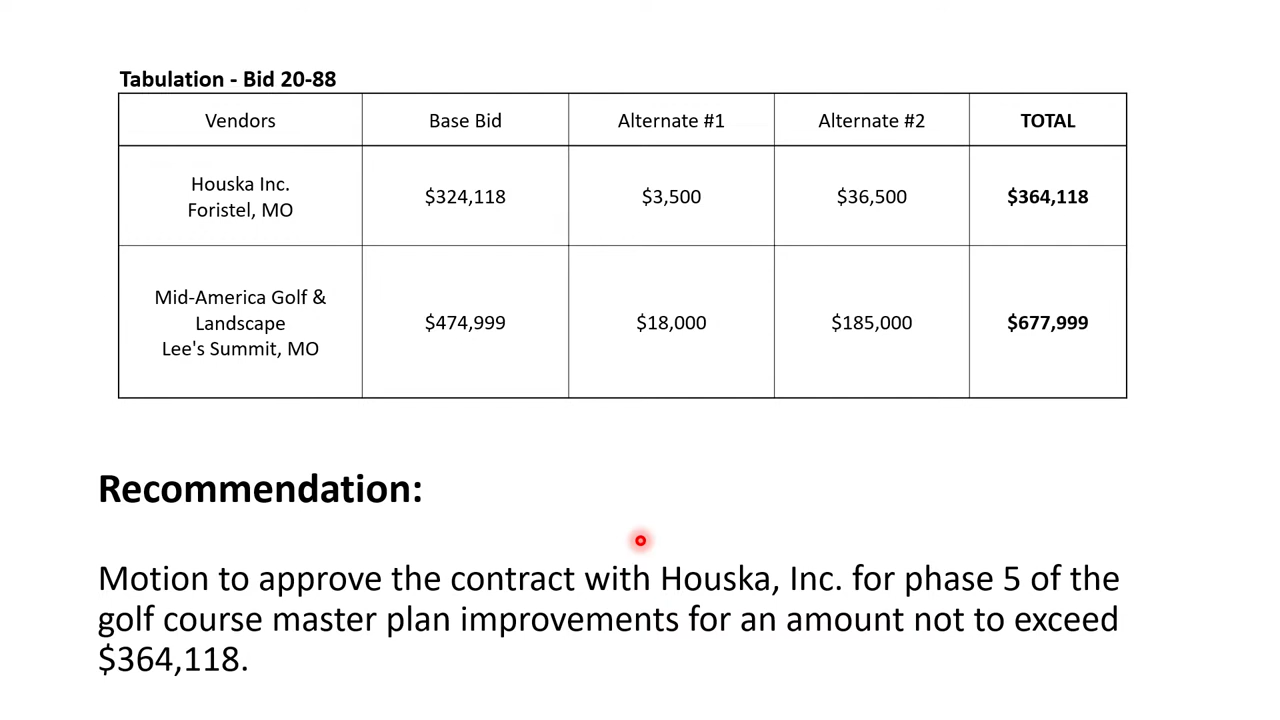 Tabulation - Bid 20-88
Vendors Base Bid Alternate #1 Alternate #2 TOTAL
Houska Inc.
Foristel, MO
$324,118 $3,500 $36,500 $364,118
Mid-America Golf &
Landscape
Lee's Summit, MO
$474,999 $18,000 $185,000 $677,999
Recommendation:
Motion to approve the contract with Houska, Inc. for phase 5 of the
golf course master plan improvements for an amount not to exceed
$364,118.